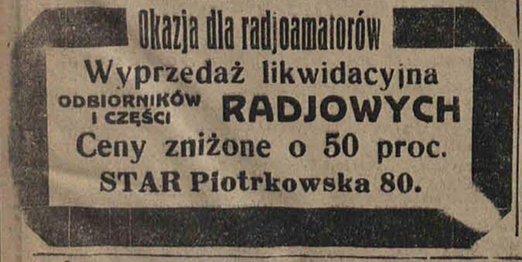 Okazja dla radjoamatorów
Wyprzedaż likwidacyjna
ODBIORNIKÓW
I CZĘŚCI RADJOWYCH
Ceny zniżone o 50 proc.
STAR Piotrkowska 80.